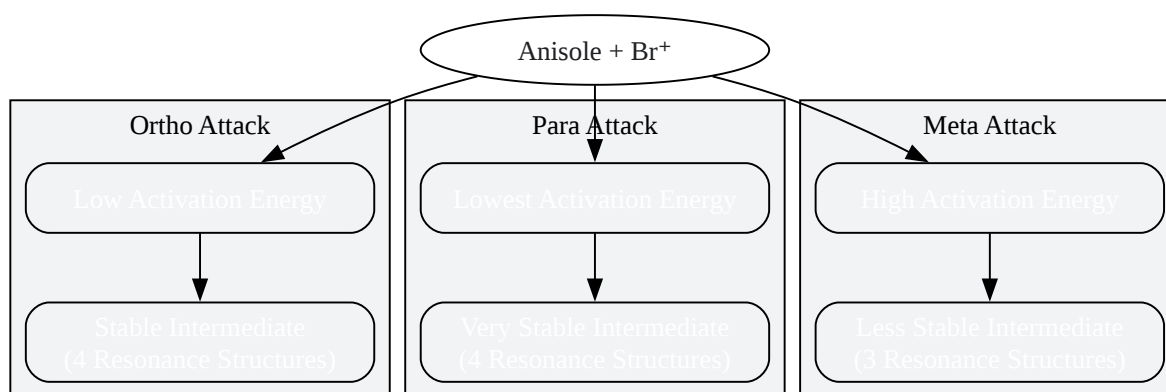 Anisole + Br⁺
Ortho Attack
Low Activation Energy
Stable Intermediate
(4 Resonance Structures)
Para Attack
Lowest Activation Energy
Very Stable Intermediate
(4 Resonance Structures)
Meta Attack
High Activation Energy
Less Stable Intermediate
(3 Resonance Structures)